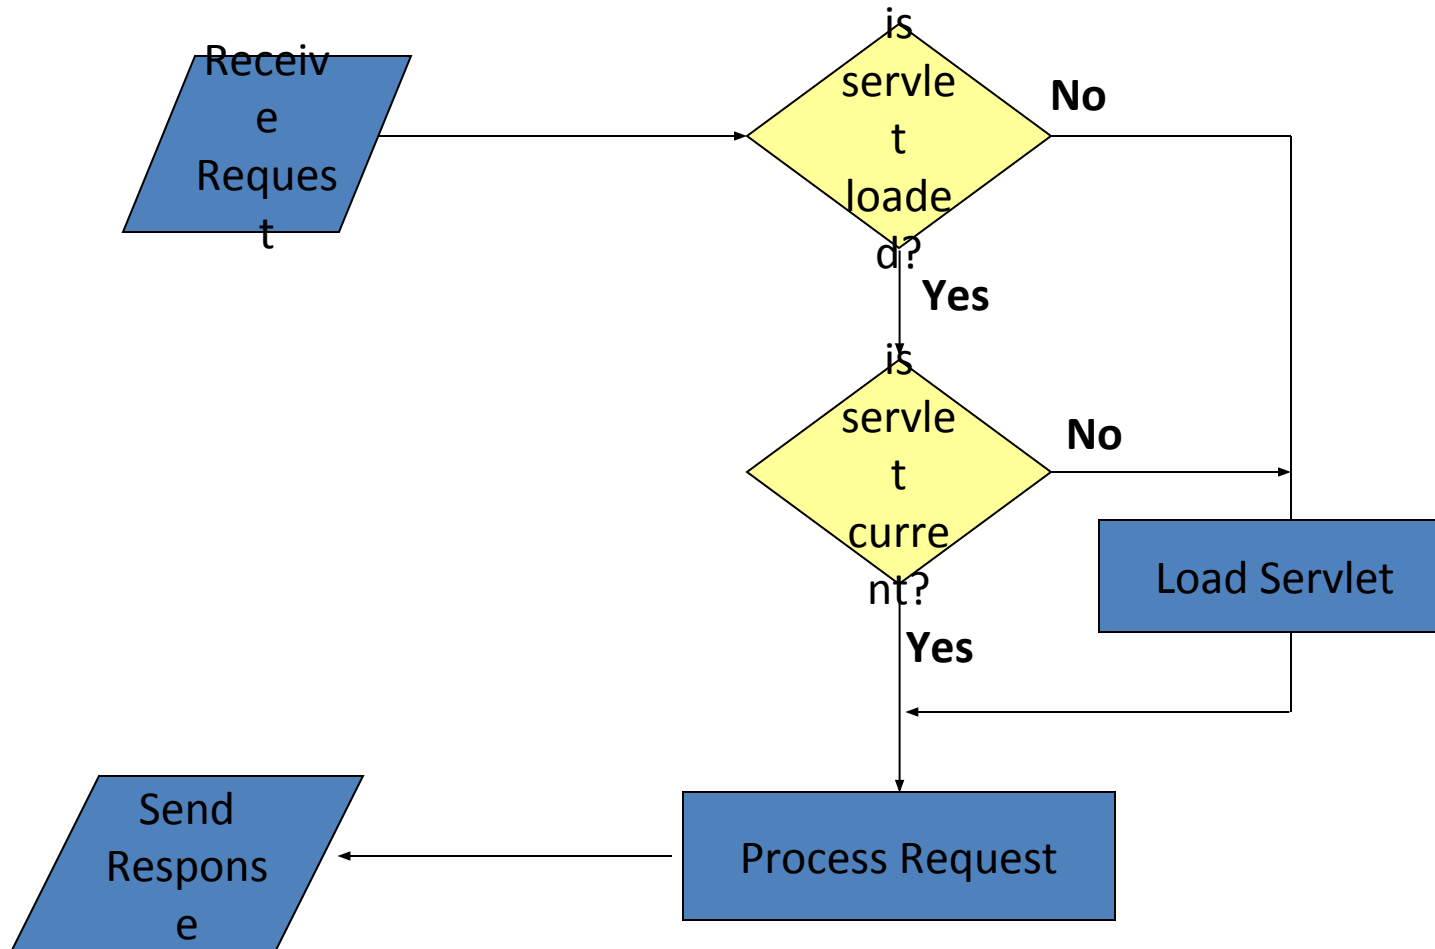 Receiv
e
Reques
t
is
servle
t
loade
d?
No
Yes
is
servle
t
curre
nt?
No
Load Servlet
Yes
Process Request
Send
Respons
e